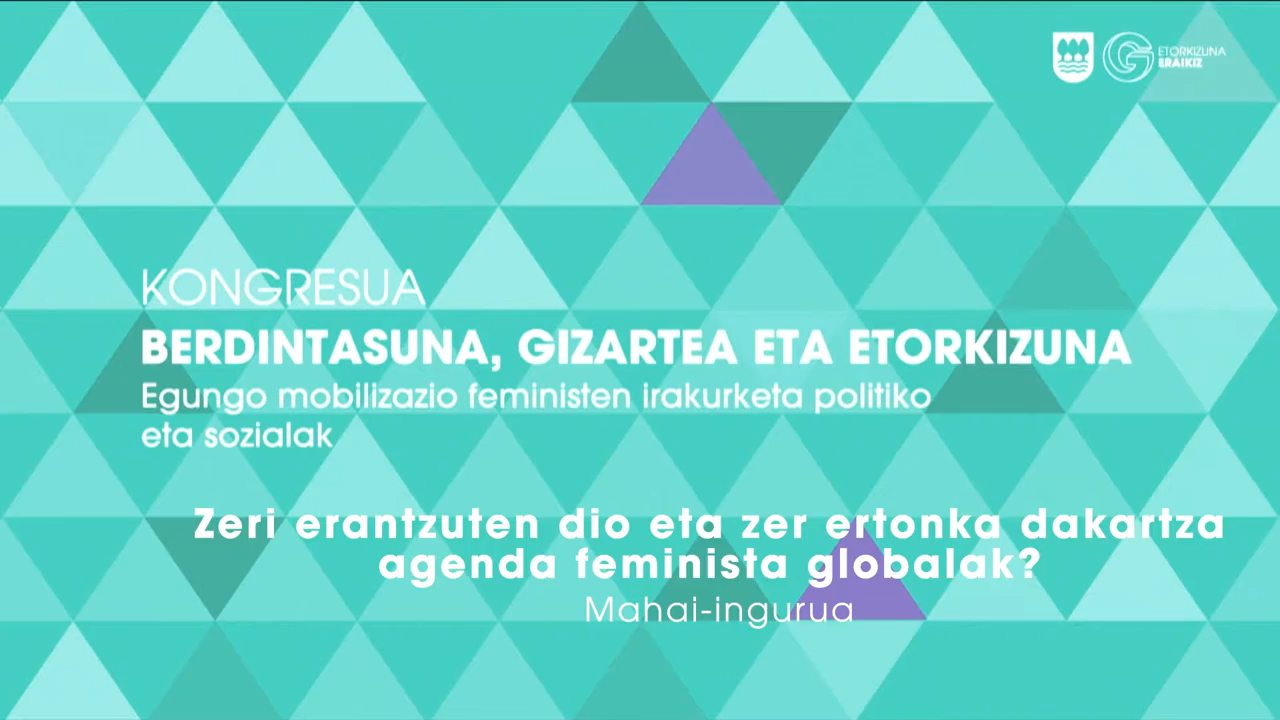 ETORKIZUNA
ERAIKIZ
KONGRESUA
BERDINTASUNA, GIZARTEA ETA ETORKIZUNA
Egungo mobilizazio feministen irakurketa politiko
eta sozialak
Zeri erantzuten dio eta zer ertonka dakartza
agenda feminista globalak?
Mahai-ingurua